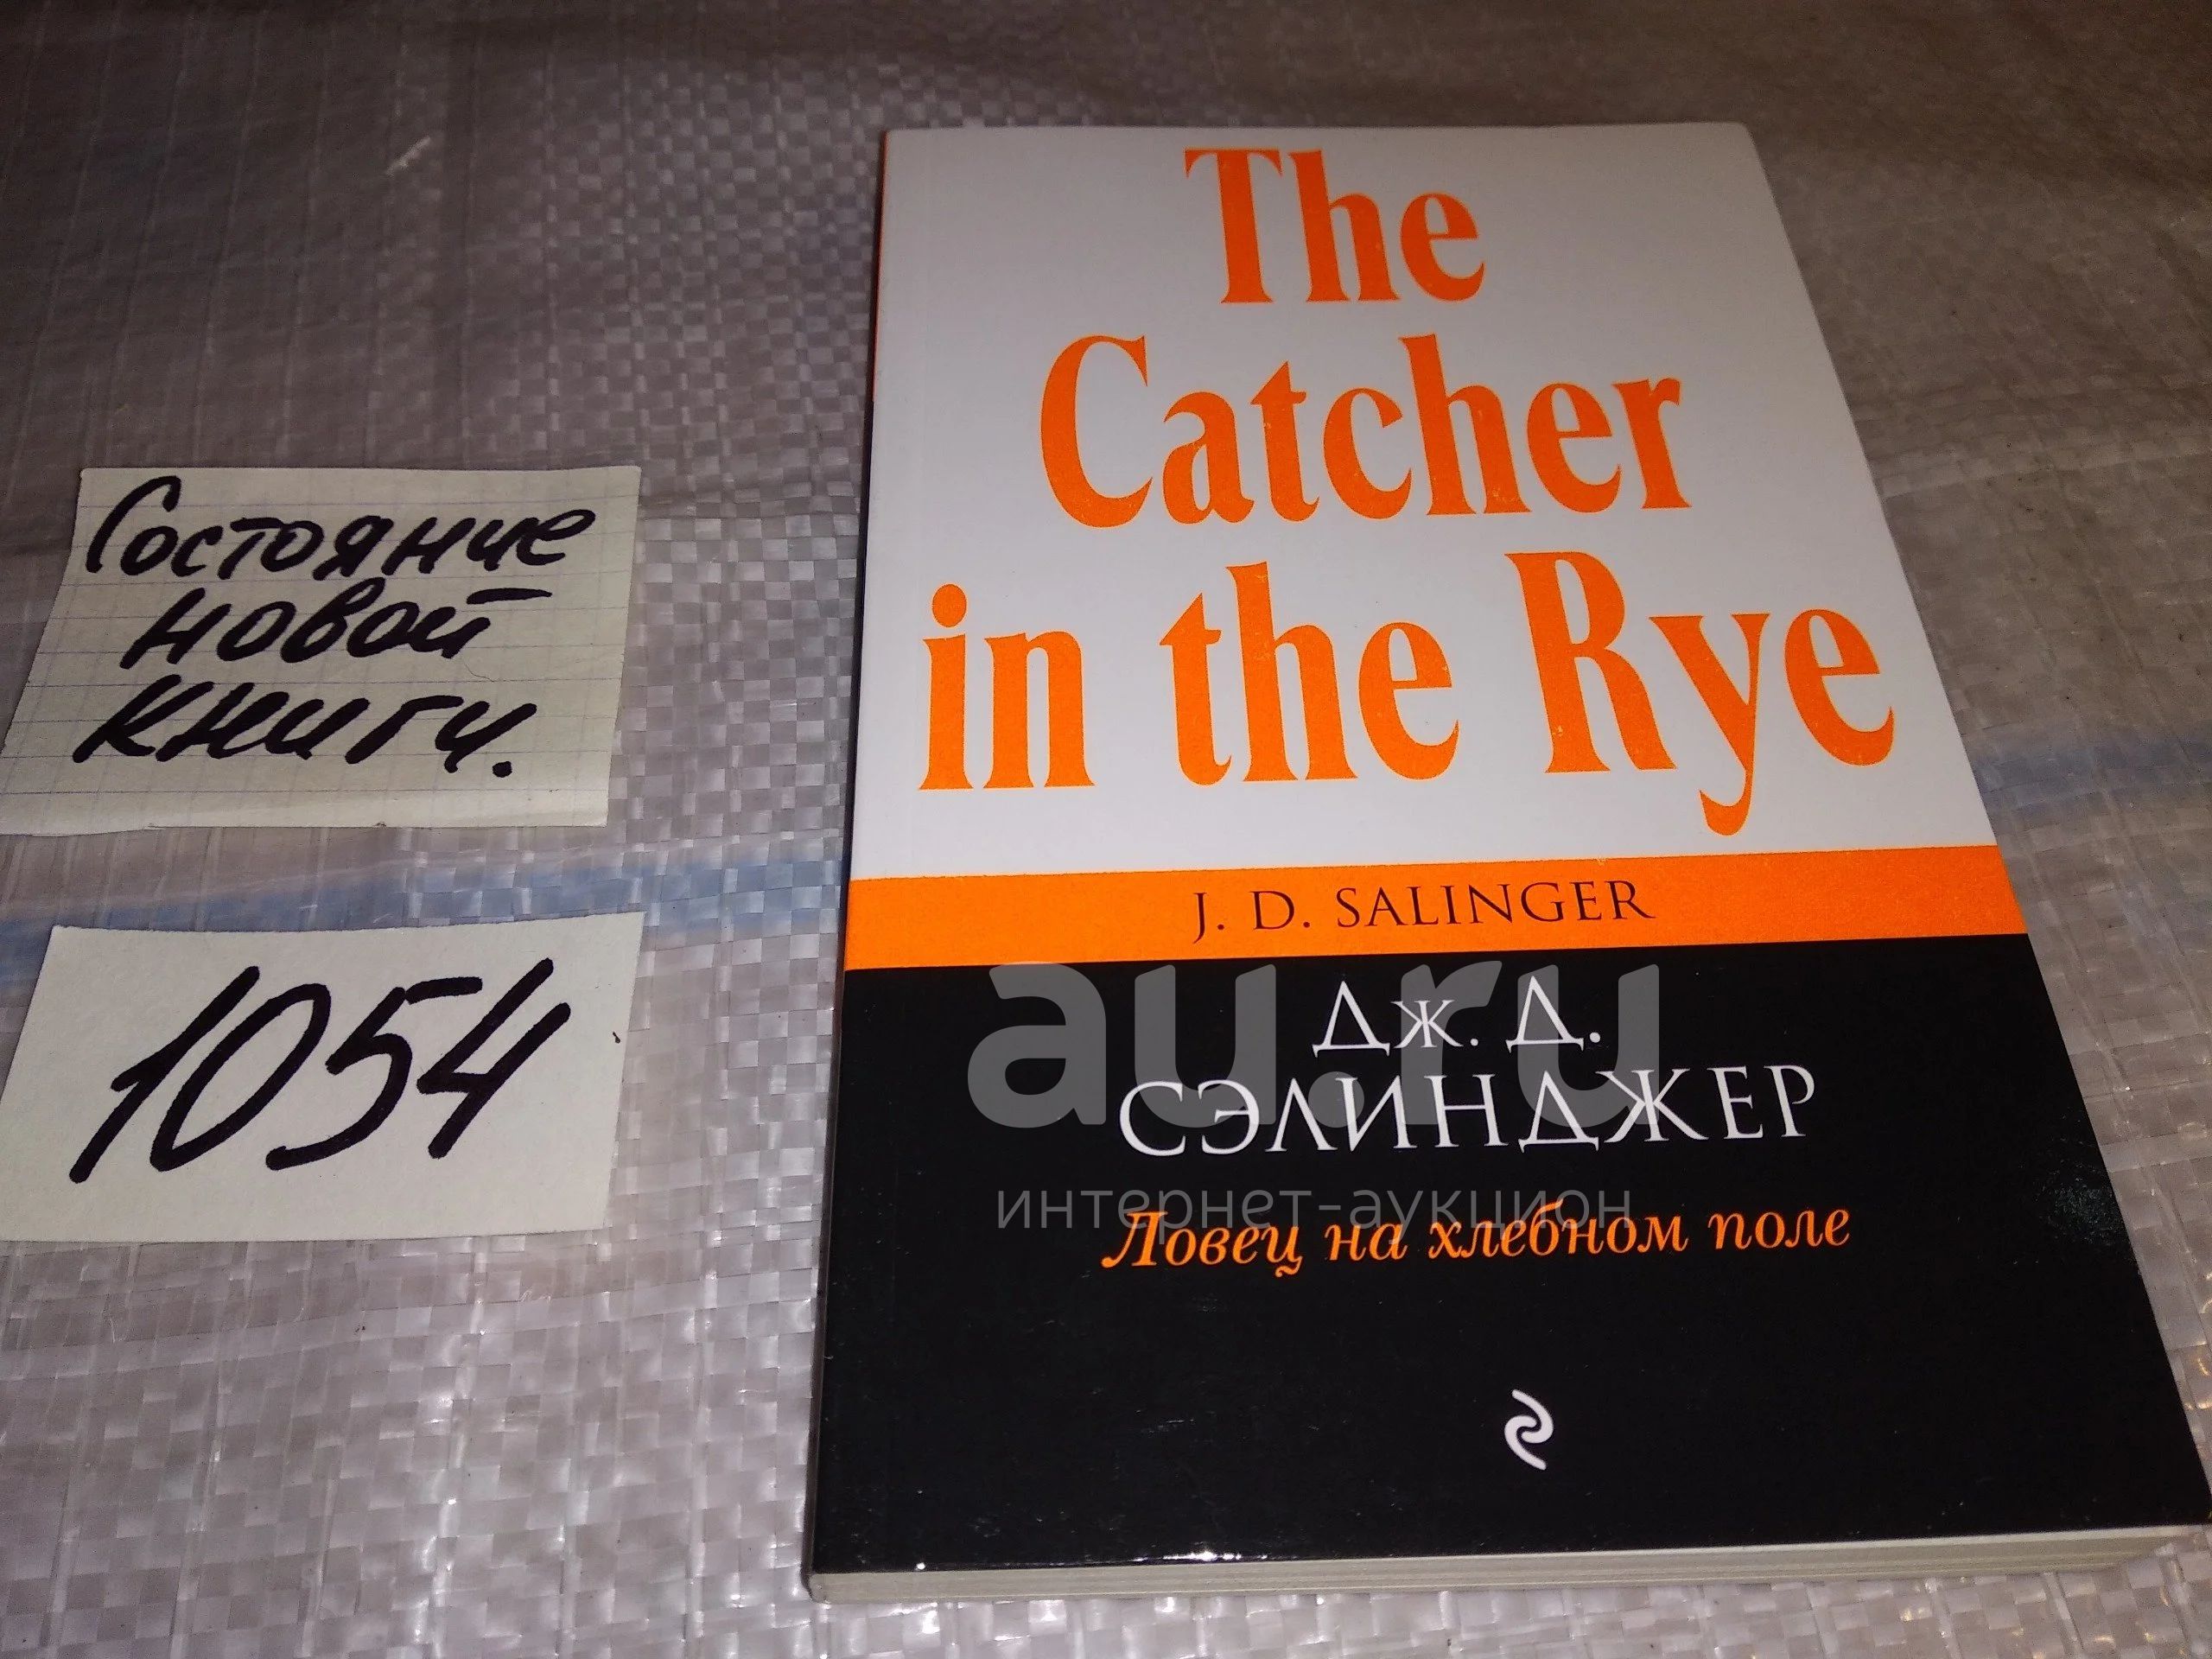 Состояние
новой
книги.
1054
The
Catcher
in the Rye
J. D. SALINGER
Дж. Д.
СЭЛИНДЖЕР
Ловец на хлебном поле
au.ru
интернет-аукцион